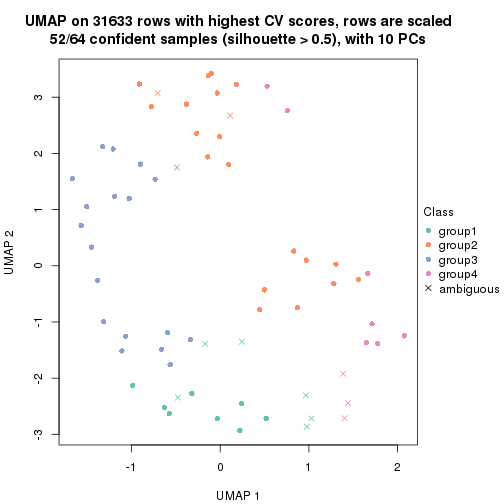 UMAP on 31633 rows with highest CV scores, rows are scaled
52/64 confident samples (silhouette > 0.5), with 10 PCs
3
2
1
0
-1
-2
-3
UMAP 2
-1
0
1
2
UMAP 1
Class
group1
group2
group3
group4
ambiguous